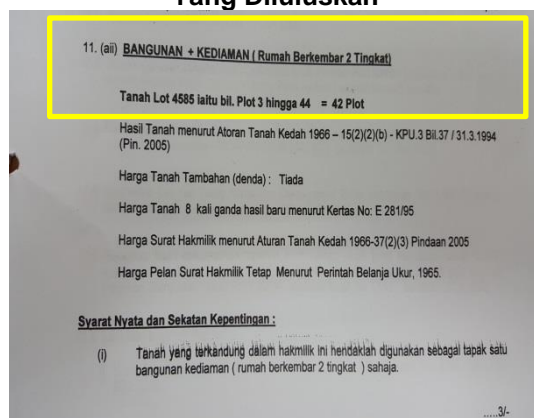 Yang Diluluskan
11. (aii) BANGUNAN + KEDIAMAN ( Rumah Berkembar 2 Tingkat)
Tanah Lot 4585 iaitu bil. Plot 3 hingga 44 = 42 Plot
Hasil Tanah menurut Atoran Tanah Kedah 1966 – 15(2)(2)(b) - KPU.3 Bil.37 / 31.3.1994
(Pin. 2005)
Harga Tanah Tambahan (denda) : Tiada
Harga Tanah 8 kali ganda hasil baru menurut Kertas No: E 281/95
Harga Surat Hakmilik menurut Aturan Tanah Kedah 1966-37(2)(3) Pindaan 2005
Harga Pelan Surat Hakmilik Tetap Menurut Perintah Belanja Ukur, 1965.
Syarat Nyata dan Sekatan Kepentingan :
(i) Tanah yang terkandung dalam hakmilik ini hendaklah digunakan sebagai tapak satu
bangunan kediaman ( rumah berkembar 2 tingkat ) sahaja.
.....3/-